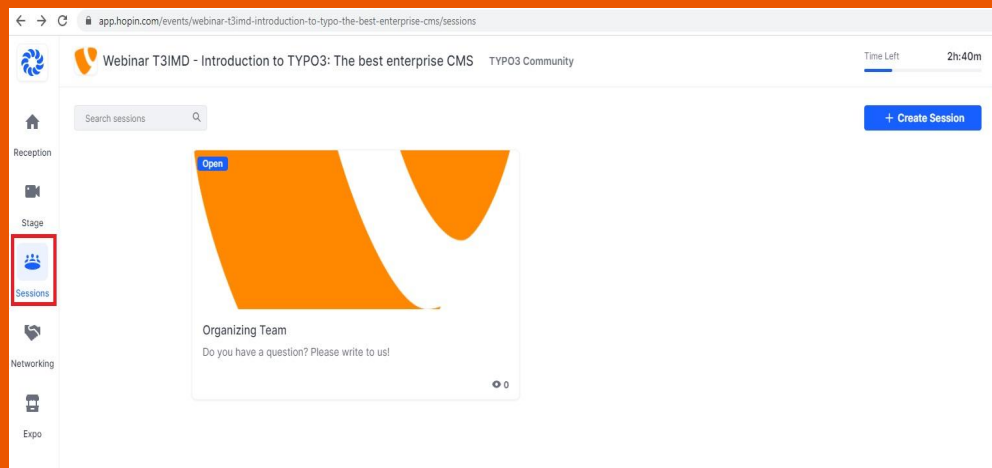 app.hopin.com/events/webinar-t3imd-introduction-to-typo-the-best-enterprise-cms/sessions
Webinar T3IMD - Introduction to TYPO3: The best enterprise CMS TYPO3 Community
Time Left 2h:40m
Search sessions
+ Create Session
Reception
Stage
Sessions
Networking
Expo
Open
Organizing Team
Do you have a question? Please write to us!
0